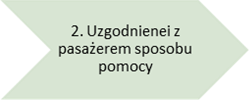 2. Uzgodnienei z
pasażerem sposobu
pomocy